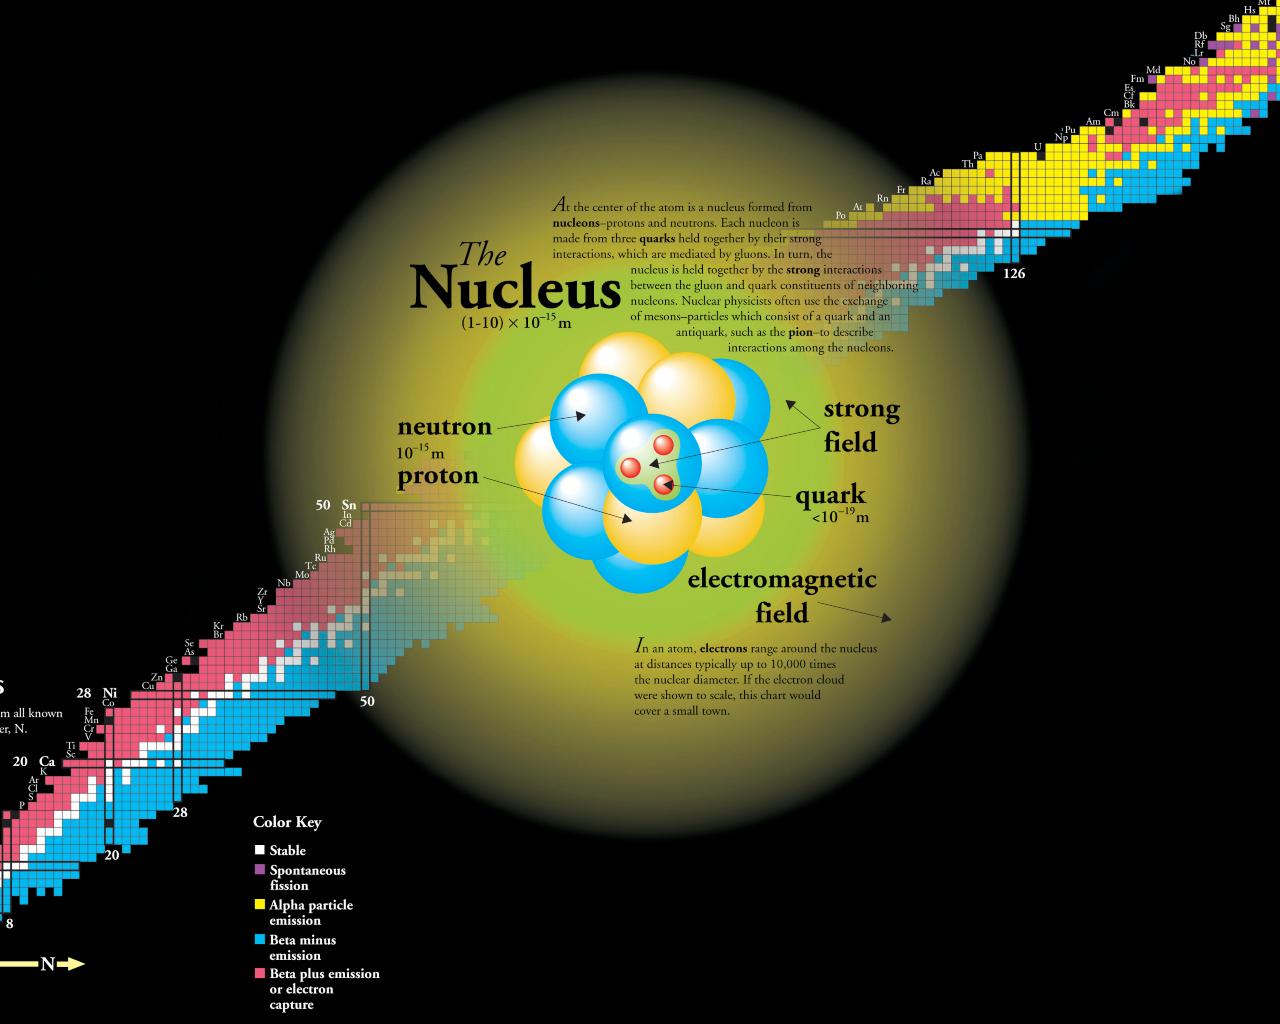 The
Nucleus
(1-10) × 10⁻¹⁵ m
At the center of the atom is a nucleus formed from
nucleons–protons and neutrons. Each nucleon is
made from three quarks held together by their strong
interactions, which are mediated by gluons. In turn, the
nucleus is held together by the strong interactions
between the gluon and quark constituents of neighboring
nucleons. Nuclear physicists often use the exchange
of mesons–particles which consist of a quark and an
antiquark, such as the pion–to describe
interactions among the nucleons.
neutron
10⁻¹⁵ m
proton
strong
field
quark
<10⁻¹⁹m
electromagnetic
field
In an atom, electrons range around the nucleus
at distances typically up to 10,000 times
the nuclear diameter. If the electron cloud
were shown to scale, this chart would
cover a small town.
Mt
Hs
Bh
Sg
Db
Rf
Lr
No
Md
Fm
Es
Cf
Bk
Cm
Am
Pu
Np
U
Pa
Th
Ac
Ra
Fr
Rn
At
Po
126
50 Sn
In
Cd
Ag
Pd
Rh
Ru
Tc
Mo
Nb
Zr
Y
Sr
Rb
Kr
Br
Se
As
Ge
Ga
Zn
Cu
28 Ni
Co
Fe
Mn
Cr
V
Ti
Sc
20 Ca
K
Ar
Cl
S
P
50
28
20
8
s
m all known
er, N.
N
Color Key
Stable
Spontaneous
fission
Alpha particle
emission
Beta minus
emission
Beta plus emission
or electron
capture